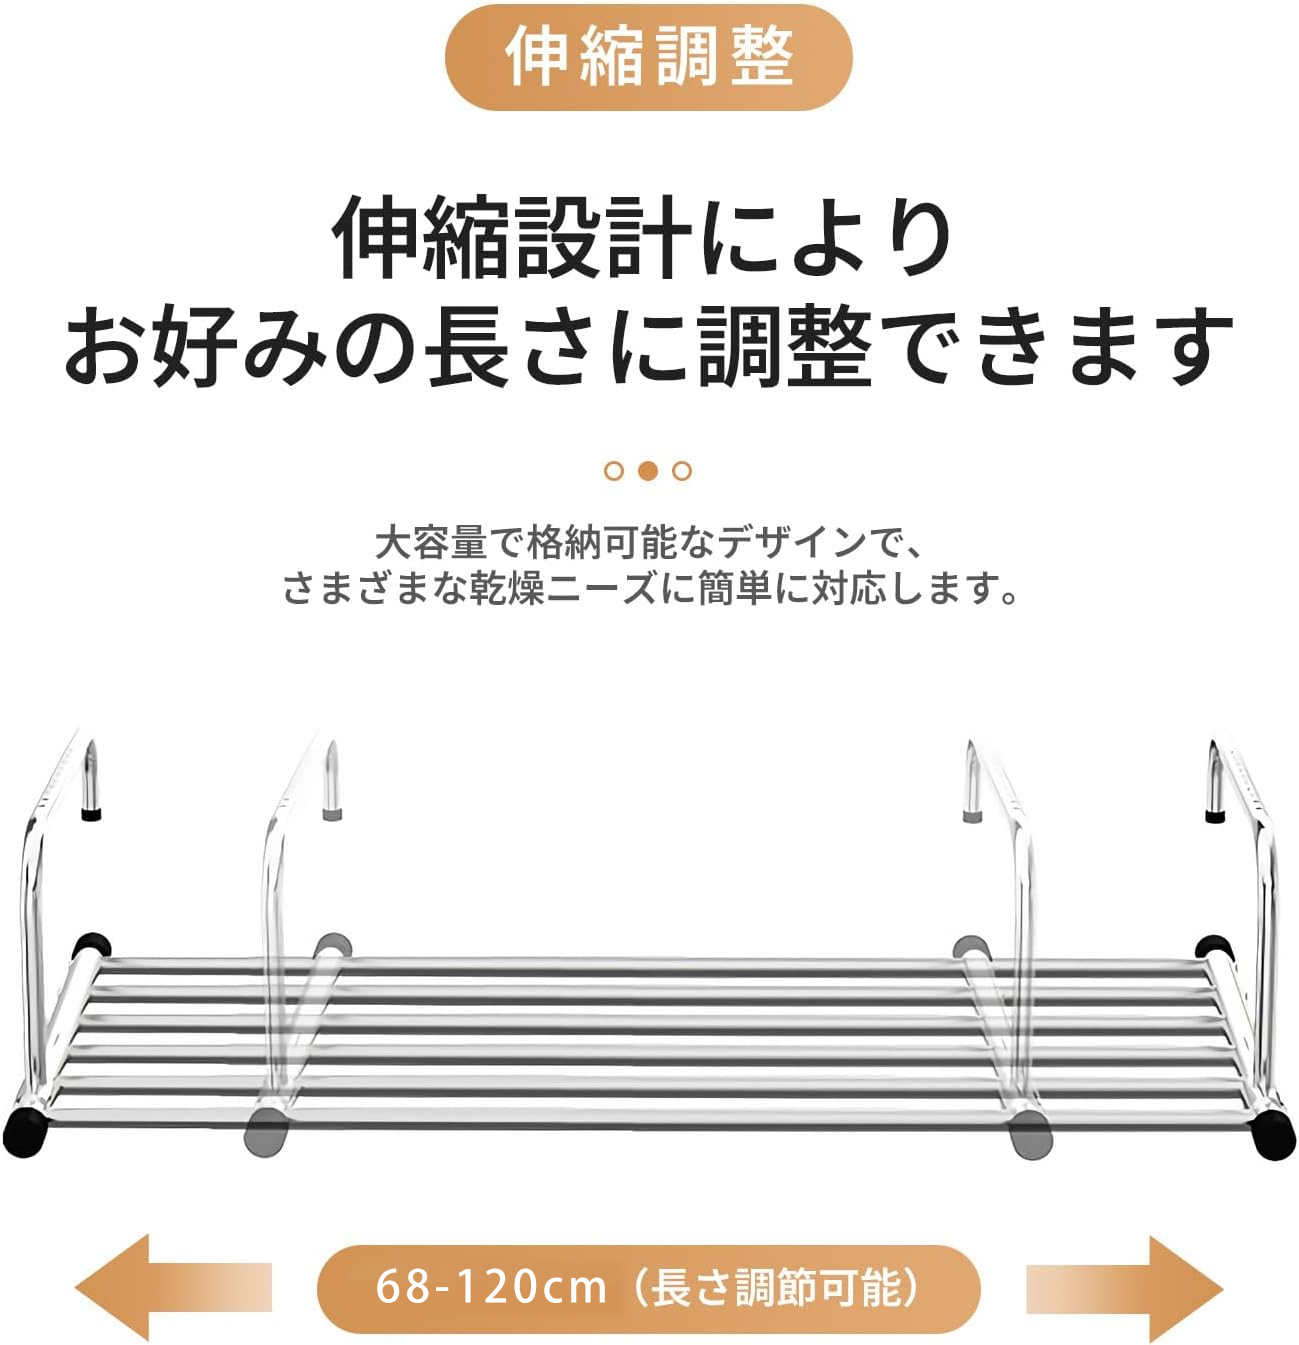 伸縮調整
伸縮設計により
お好みの長さに調整できます
大容量で格納可能なデザインで、
さまざまな乾燥ニーズに簡単に対応します。
68-120cm（長さ調節可能）